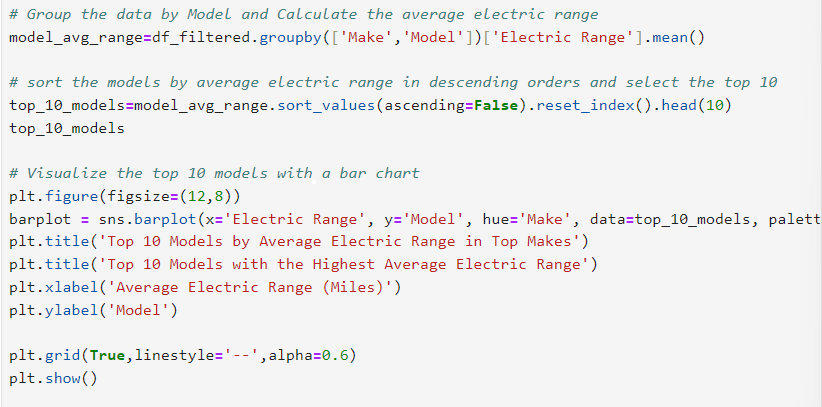 # Group the data by Model and Calculate the average electric range
model_avg_range=df_filtered.groupby(['Make','Model'])['Electric Range'].mean()
# sort the models by average electric range in descending orders and select the top 10
top_10_models=model_avg_range.sort_values(ascending=False).reset_index().head(10)
top_10_models
# Visualize the top 10 models with a bar chart
plt.figure(figsize=(12,8))
barplot = sns.barplot(x='Electric Range', y='Model', hue='Make', data=top_10_models, palett
plt.title('Top 10 Models by Average Electric Range in Top Makes')
plt.title('Top 10 Models with the Highest Average Electric Range')
plt.xlabel('Average Electric Range (Miles)')
plt.ylabel('Model')
plt.grid(True,linestyle='--',alpha=0.6)
plt.show()